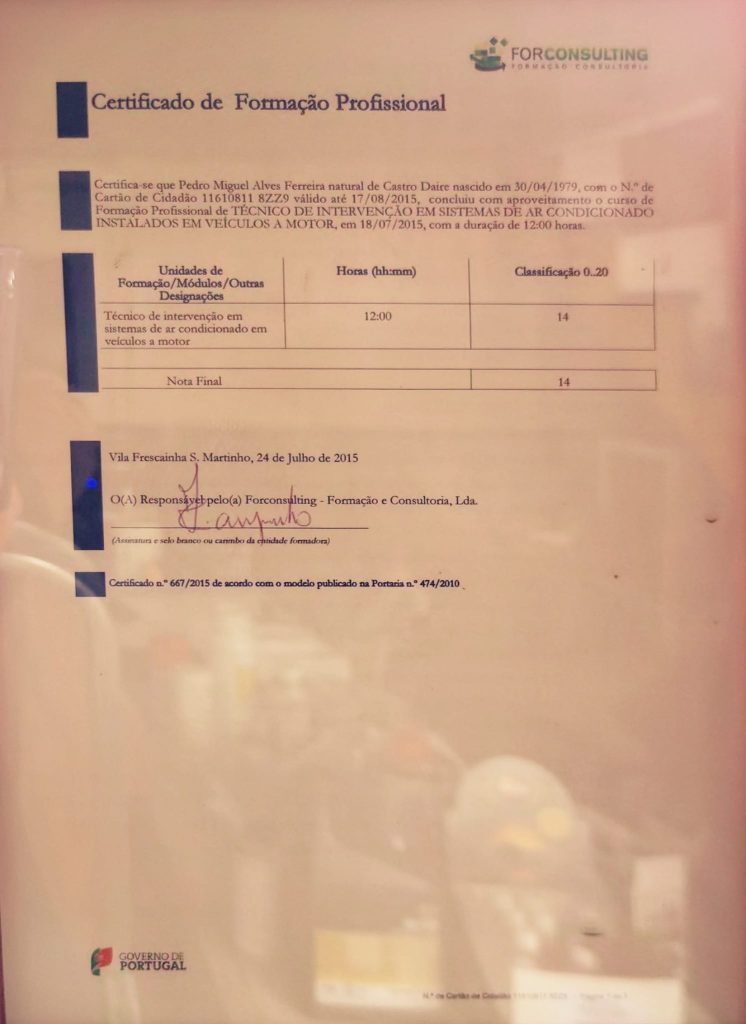 FORCONSULTING
FORMAÇÃO CONSULTORIA
Certificado de Formação Profissional
Certifica-se que Pedro Miguel Alves Ferreira natural de Castro Daire nascido em 30/04/1979, com o N.º de
Cartão de Cidadão 11610811 8ZZ9 válido até 17/08/2015, concluiu com aproveitamento o curso de
Formação Profissional de TÉCNICO DE INTERVENÇÃO EM SISTEMAS DE AR CONDICIONADO
INSTALADOS EM VEÍCULOS A MOTOR, em 18/07/2015, com a duração de 12:00 horas.
Unidades de Formação/Módulos/Outras Designações Horas (hh:mm) Classificação 0..20
Técnico de intervenção em sistemas de ar condicionado em veículos a motor 12:00 14
Nota Final 14
Vila Frescainha S. Martinho, 24 de Julho de 2015
O(A) Responsável pelo(a) Forconsulting - Formação e Consultoria, Lda.
(Assinatura e selo branco ou carimbo da entidade formadora)
Certificado n.º 667/2015 de acordo com o modelo publicado na Portaria n.º 474/2010
GOVERNO DE
PORTUGAL
N.º de Cartão de Cidadão